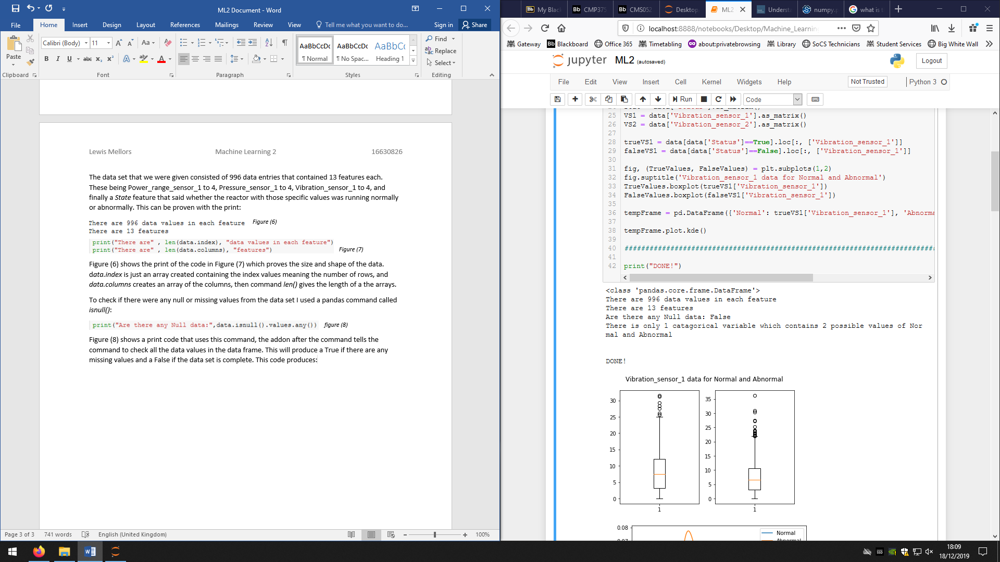 ML2 Document - Word
File Home Insert Design Layout References Mailings Review View Tell me what you want to do... Sign in Share
Paste
Calibri (Body) 11
Aa
B I U abc x₂ x² A A
AaBbCcDc AaBbCcDc AaBbCc
¶ Normal ¶ No Spac... Heading 1
Find
Replace
Select
Clipboard Font Paragraph Styles Editing
Lewis Mellors Machine Learning 2 16630826
The data set that we were given consisted of 996 data entries that contained 13 features each.
These being Power_range_sensor_1 to 4, Pressure_sensor_1 to 4, Vibration_sensor_1 to 4, and
finally a State feature that said whether the reactor with those specific values was running normally
or abnormally. This can be proven with the print:
There are 996 data values in each feature Figure (6)
There are 13 features
print("There are" , len(data.index), "data values in each feature")
print("There are" , len(data.columns), "features") Figure (7)
Figure (6) shows the print of the code in Figure (7) which proves the size and shape of the data.
data.index is just an array created containing the index values meaning the number of rows, and
data.columns creates an array of the columns, then command len() gives the length of a the arrays.
To check if there were any null or missing values from the data set I used a pandas command called
isnull():
print("Are there any Null data:",data.isnull().values.any()) figure (8)
Figure (8) shows a print code that uses this command, the addon after the command tells the
command to check all the data values in the data frame. This will produce a True if there are any
missing values and a False if the data set is complete. This code produces:
Page 3 of 3 741 words English (United Kingdom) 100%
Bb My Blac Bb CMP375 Bb CMS052 Desktop ML2 Understa numpy.p what is t
localhost:8888/notebooks/Desktop/Machine_Learnin
Gateway Bb Blackboard Office 365 Timetabling about:privatebrowsing Library SoCS Technicians Student Services Big White Wall
jupyter ML2 (autosaved) Logout
File Edit View Insert Cell Kernel Widgets Help Not Trusted Python 3
Run Code
25 VS1 = data['Vibration_sensor_1'].as_matrix()
26 VS2 = data['Vibration_sensor_2'].as_matrix()
27
28 trueVS1 = data[data['Status']==True].loc[:, ['Vibration_sensor_1']]
29 falseVS1 = data[data['Status']==False].loc[:, ['Vibration_sensor_1']]
30
31 fig, (TrueValues, FalseValues) = plt.subplots(1,2)
32 fig.suptitle('Vibration_sensor_1 data for Normal and Abnormal')
33 TrueValues.boxplot(trueVS1['Vibration_sensor_1'])
34 FalseValues.boxplot(falseVS1['Vibration_sensor_1'])
35
36 tempFrame = pd.DataFrame({'Normal': trueVS1['Vibration_sensor_1'], 'Abnorma
37
38 tempFrame.plot.kde()
39
40 ###########################################################################
41
42 print("DONE!")
<class 'pandas.core.frame.DataFrame'>
There are 996 data values in each feature
There are 13 features
Are there any Null data: False
There is only 1 catagorical variable which contains 2 possible values of Nor
mal and Abnormal
DONE!
Vibration_sensor_1 data for Normal and Abnormal
30
25
20
15
10
5
0
1
35
30
25
20
15
10
5
0
1
0.08
Normal
18:09
18/12/2019